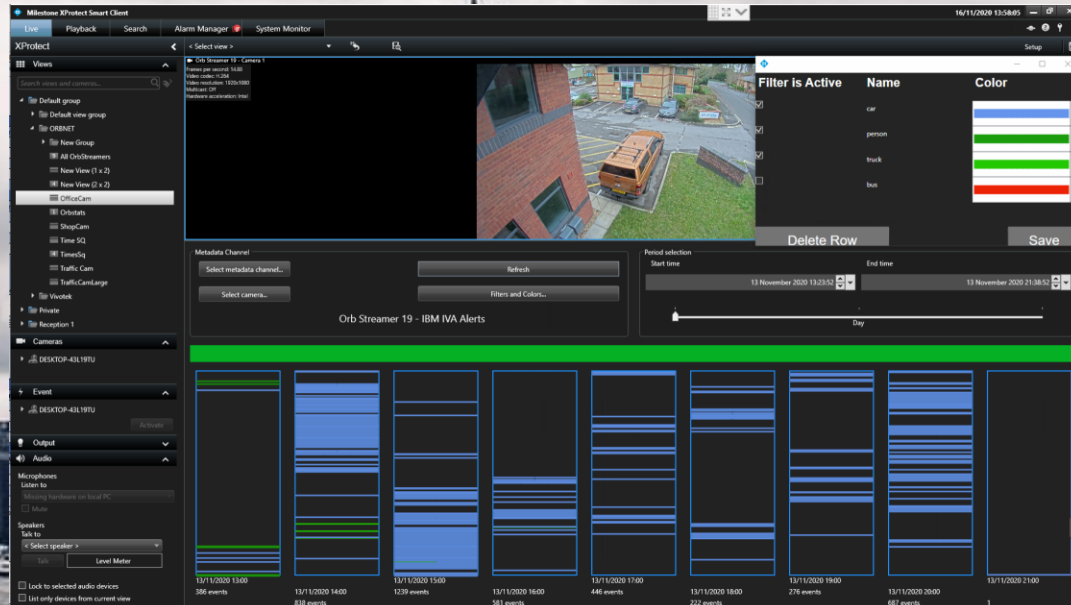 Milestone XProtect Smart Client
16/11/2020 13:58:05
Live
Playback
Search
Alarm Manager
System Monitor
XProtect
< Select view >
Setup
Views
Search views and cameras...
Default group
Default view group
ORBNET
New Group
All OrbStreamers
New View (1 x 2)
New View (2 x 2)
OfficeCam
Orbstats
ShopCam
Time SQ
TimesSq
Traffic Cam
TrafficCamLarge
Vivotek
Private
Reception 1
Cameras
DESKTOP-43L19TU
Event
DESKTOP-43L19TU
Activate
Output
Audio
Microphones
Listen to
Missing hardware on local PC
Mute
Speakers
Talk to
< Select speaker >
Talk
Level Meter
Lock to selected audio devices
List only devices from current view
Orb Streamer 19 - Camera 1
Frames per second: 14.88
Video codec: H.264
Video resolution: 1920x1080
Multicast: Off
Hardware acceleration: Intel
Filter is Active
Name
Color
car
person
truck
bus
Delete Row
Save
Metadata Channel
Select metadata channel...
Refresh
Select camera...
Filters and Colors...
Orb Streamer 19 - IBM IVA Alerts
Period selection
Start time
End time
13 November 2020 13:23:52
13 November 2020 21:38:52
Day
13/11/2020 13:00
386 events
13/11/2020 14:00
838 events
13/11/2020 15:00
1239 events
13/11/2020 16:00
581 events
13/11/2020 17:00
446 events
13/11/2020 18:00
222 events
13/11/2020 19:00
276 events
13/11/2020 20:00
687 events
13/11/2020 21:00
1